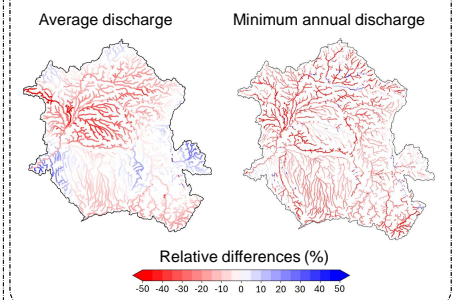 Average discharge Minimum annual discharge
Relative differences (%)
-50 -40 -30 -20 -10 0 10 20 30 40 50